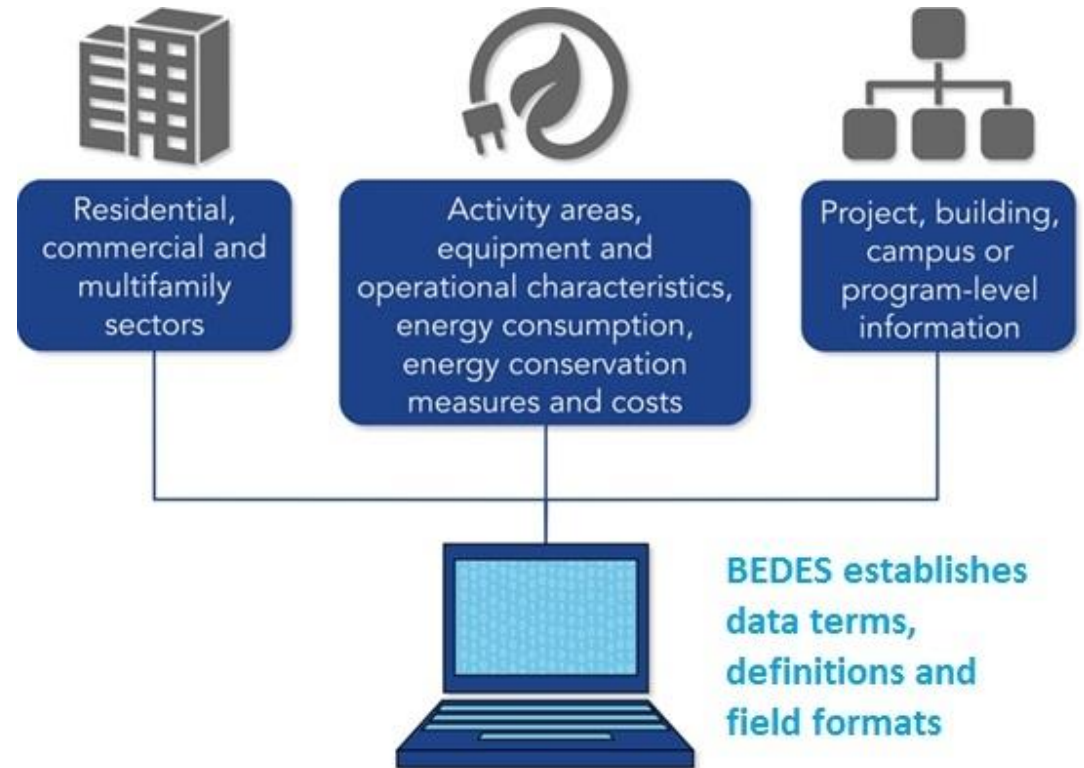 Residential,
commercial and
multifamily
sectors
Activity areas,
equipment and
operational characteristics,
energy consumption,
energy conservation
measures and costs
Project, building,
campus or
program-level
information
BEDES establishes
data terms,
definitions and
field formats